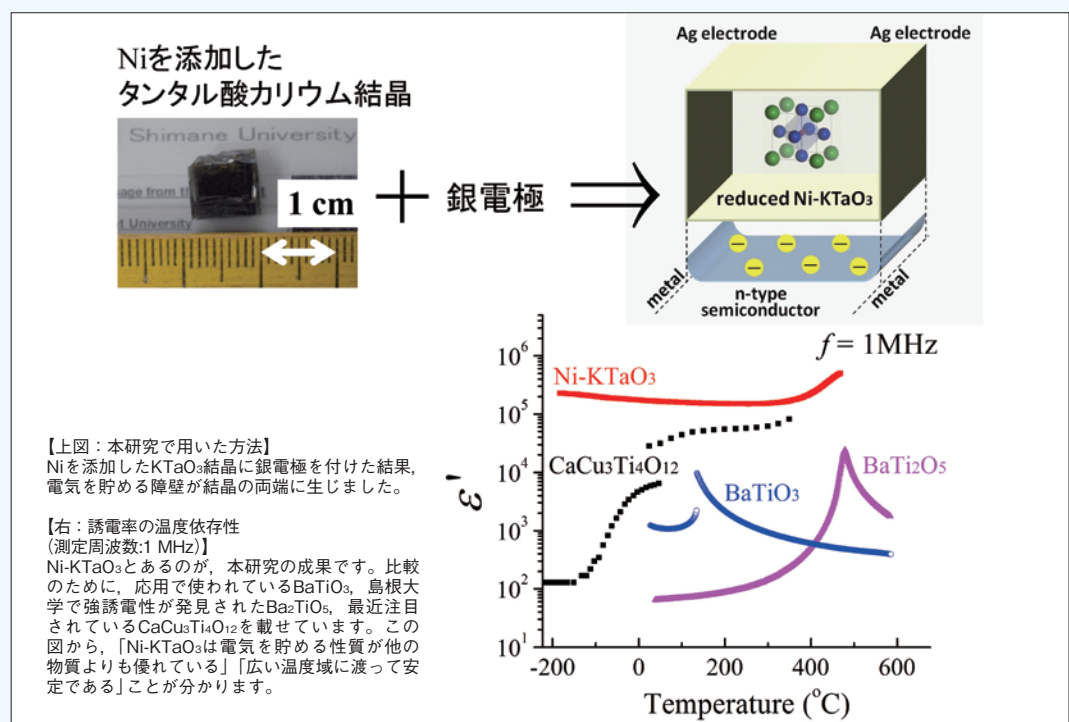 Niを添加した
タンタル酸カリウム結晶
Shimane University
sage from th
t University
1 cm
+
銀電極
Ag electrode
Ag electrode
reduced Ni-KTaO₃
metal
n-type
semiconductor
metal
【上図：本研究で用いた方法】
Niを添加したKTaO₃結晶に銀電極を付けた結果，
電気を貯める障壁が結晶の両端に生じました。
【右：誘電率の温度依存性
(測定周波数:1 MHz)】
Ni-KTaO₃とあるのが，本研究の成果です。比較
のために，応用で使われているBaTiO₃，島根大
学で強誘電性が発見されたBa₂TiO₅，最近注目
されているCaCu₃Ti₄O₁₂を載せています。この
図から，「Ni-KTaO₃は電気を貯める性質が他の
物質よりも優れている」「広い温度域に渡って安
定である」ことが分かります。
f = 1MHz
10⁶
10⁵
10⁴
10³
10²
10¹
ε'
Ni-KTaO₃
CaCu₃Ti₄O₁₂
BaTiO₃
BaTi₂O₅
-200 0 200 400 600
Temperature (°C)